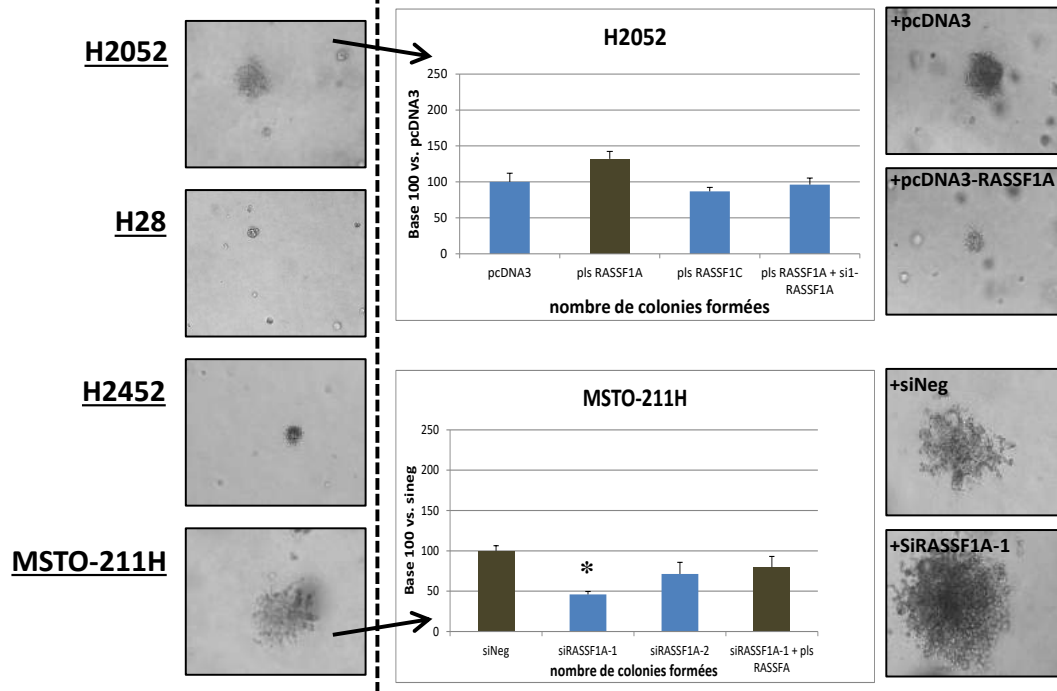 H2052
H28
H2452
MSTO-211H
H2052
Base 100 vs. pcDNA3
250
200
150
100
50
0
pcDNA3
pls RASSF1A
pls RASSF1C
pls RASSF1A + si1-
RASSF1A
nombre de colonies formées
+pcDNA3
+pcDNA3-RASSF1A
MSTO-211H
Base 100 vs. sineg
250
200
150
100
50
0
*
siNeg
siRASSF1A-1
siRASSF1A-2
siRASSF1A-1 + pls
RASSFA
nombre de colonies formées
+siNeg
+SiRASSF1A-1